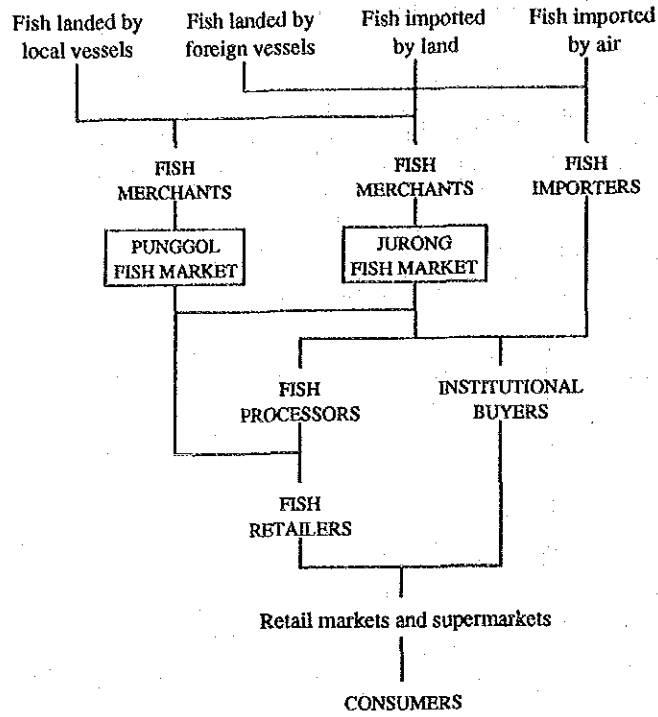 Fish landed by
local vessels
Fish landed by
foreign vessels
Fish imported
by land
Fish imported
by air
FISH
MERCHANTS
FISH
MERCHANTS
FISH
IMPORTERS
PUNGGOL
FISH MARKET
JURONG
FISH MARKET
FISH
PROCESSORS
INSTITUTIONAL
BUYERS
FISH
RETAILERS
Retail markets and supermarkets
CONSUMERS